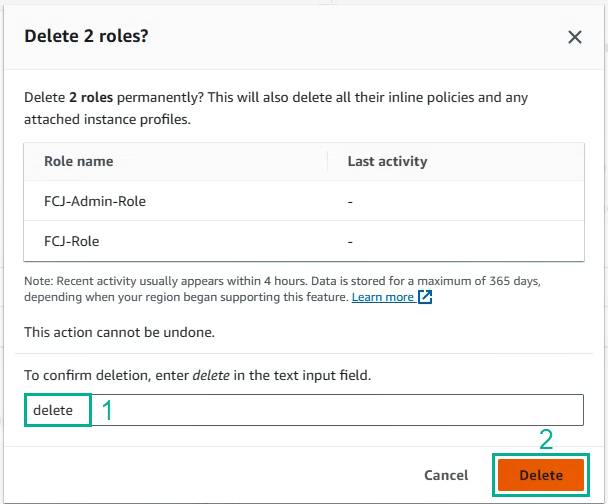 Delete 2 roles?
Delete 2 roles permanently? This will also delete all their inline policies and any
attached instance profiles.
Role name Last activity
FCJ-Admin-Role -
FCJ-Role -
Note: Recent activity usually appears within 4 hours. Data is stored for a maximum of 365 days,
depending when your region began supporting this feature. Learn more
This action cannot be undone.
To confirm deletion, enter delete in the text input field.
delete 1
2
Cancel Delete